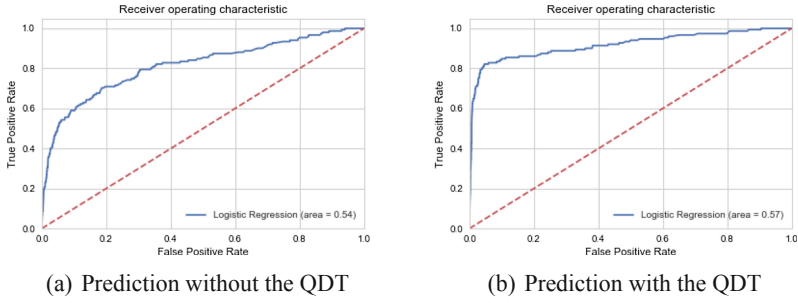 Receiver operating characteristic
1.0
0.8
0.6
0.4
0.2
0.0
True Positive Rate
Logistic Regression (area = 0.54)
0.0 0.2 0.4 0.6 0.8 1.0
False Positive Rate
(a) Prediction without the QDT
Receiver operating characteristic
1.0
0.8
0.6
0.4
0.2
0.0
True Positive Rate
Logistic Regression (area = 0.57)
0.0 0.2 0.4 0.6 0.8 1.0
False Positive Rate
(b) Prediction with the QDT